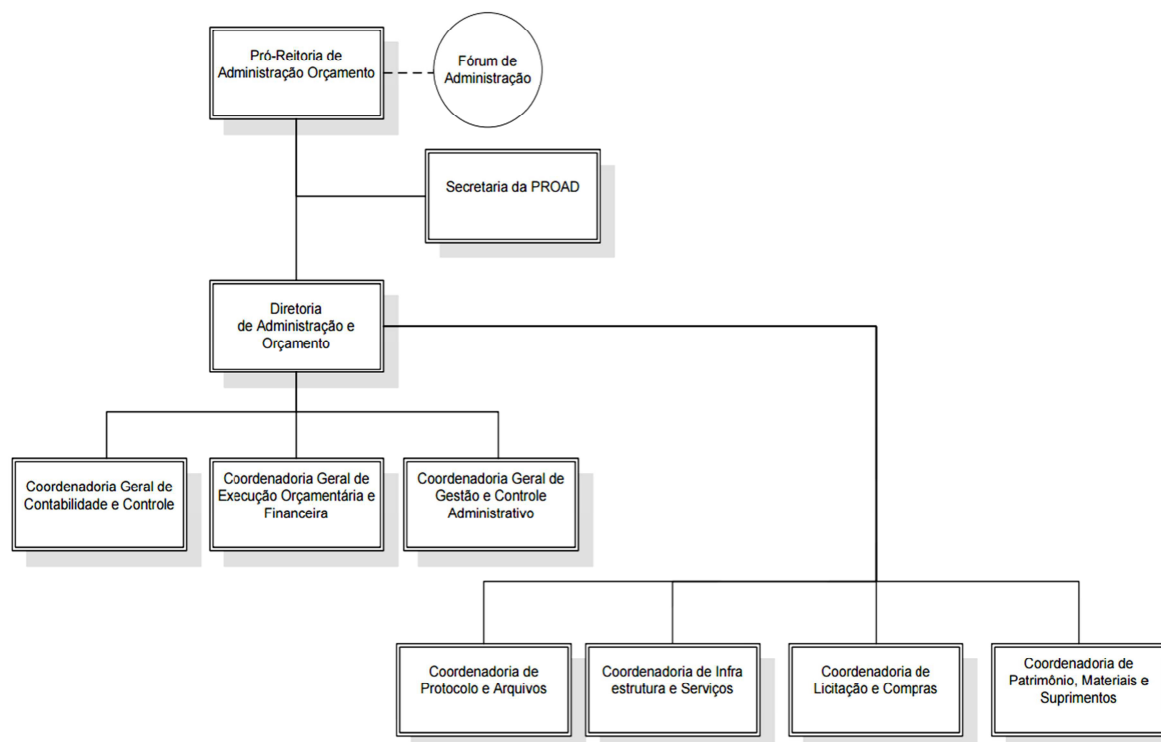 Pró-Reitoria de
Administração Orçamento
Fórum de
Administração
Secretaria da PROAD
Diretoria
de Administração e
Orçamento
Coordenadoria Geral de
Contabilidade e Controle
Coordenadoria Geral de
Execução Orçamentária e
Financeira
Coordenadoria Geral de
Gestão e Controle
Administrativo
Coordenadoria de
Protocolo e Arquivos
Coordenadoria de Infra
estrutura e Serviços
Coordenadoria de
Licitação e Compras
Coordenadoria de
Patrimônio, Materiais e
Suprimentos